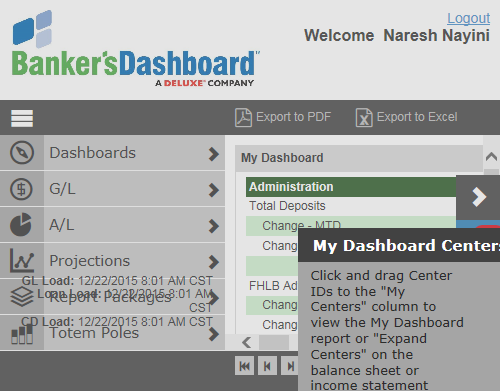 Logout
Welcome  Naresh Nayini
Banker'sDashboard™
A DELUXE® COMPANY
Export to PDF
Export to Excel
Dashboards
G/L
A/L
Projections
GL Load: 12/22/2015 8:01 AM CST
Report Packages
Loan Load: 12/22/2015 8:01 AM
CST
CD Load: 12/22/2015 8:01 AM CST
Totem Poles
My Dashboard
Administration
Total Deposits
Change - MTD
Change
FHLB Ad
Change
Chang
My Dashboard Centers
Click and drag Center
IDs to the "My
Centers" column to
view the My Dashboard
report or "Expand
Centers" on the
balance sheet or
income statement